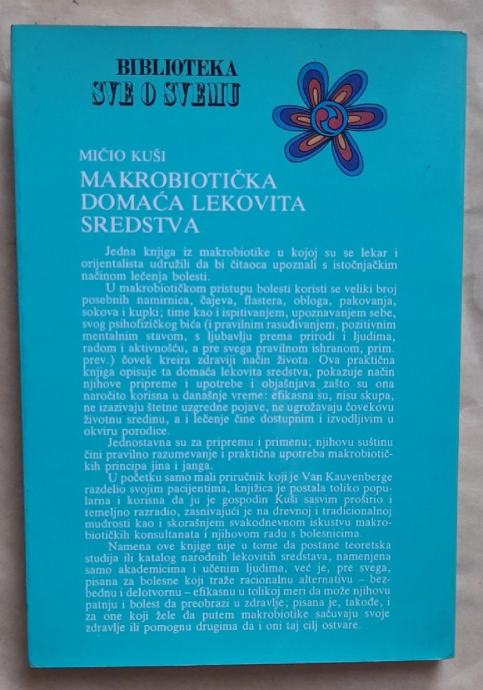 BIBLIOTEKA
SVE O SVEMU
MIČIO KUŠI
MAKROBIOTIČKA
DOMAĆA LEKOVITA
SREDSTVA
Jedna knjiga iz makrobiotike u kojoj su se lekar i
orijentalista udružili da bi čitaoca upoznali s istočnjačkim
načinom lečenja bolesti.
U makrobiotičkom pristupu bolesti koristi se veliki broj
posebnih namirnica, čajeva, flastera, obloga, pakovanja,
sokova i kupki; time kao i ispitivanjem, upoznavanjem sebe,
svog psihofizičkog bića (i pravilnim rasuđivanjem, pozitivnim
mentalnim stavom, s ljubavlju prema prirodi i ljudima,
radom i aktivnošću, a pre svega pravilnom ishranom, prim.
prev.) čovek kreira zdraviji način života. Ova praktična
knjiga opisuje ta domaća lekovita sredstva, pokazuje način
njihove pripreme i upotrebe i objašnjava zašto su ona
naročito korisna u današnje vreme: efikasna su, nisu skupa,
ne izazivaju štetne uzgredne pojave, ne ugrožavaju čovekovu
životnu sredinu, a i lečenje čine dostupnim i izvodljivim u
okviru porodice.
Jednostavna su za pripremu i primenu; njihovu suštinu
čini pravilno razumevanje i praktična upotreba makrobiotič-
kih principa jina i janga.
U početku samo mali priručnik koji je Van Kauvenberge
razdelio svojim pacijentima, knjižica je postala toliko popu-
larna i korisna da ju je gospodin Kuši sasvim proširio i
temeljno razradio, zasnivajući je na drevnoj i tradicionalnoj
mudrosti kao i skorašnjem svakodnevnom iskustvu makro-
biotičkih konsultanata i njihovom radu s bolesnicima.
Namena ove knjige nije u tome da postane teoretska
studija ili katalog narodnih lekovitih sredstava, namenjena
samo akademicima i učenim ljudima, već je, pre svega,
pisana za bolesne koji traže racionalnu alternativu – bez-
bednu i delotvornu – efikasnu u tolikoj meri da može njihovu
patnju i bolest da preobrazi u zdravlje; pisana je, takođe, i
za one koji žele da putem makrobiotike sačuvaju svoje
zdravlje ili pomognu drugima da i oni taj cilj ostvare.